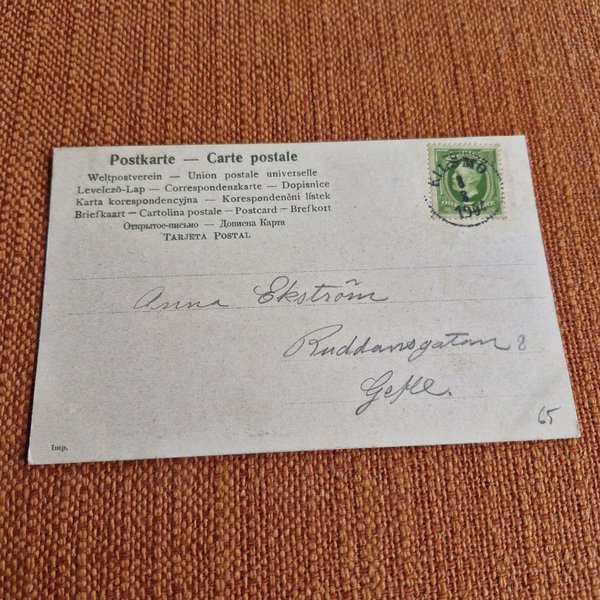 Postkarte — Carte postale
Weltpostverein — Union postale universelle
Levelező-Lap — Correspondenzkarte — Dopisnice
Karta korespondencyjna — Korespondenční lístek
Briefkaart — Cartolina postale — Postcard — Brefkort
Открытое-письмо — Дописна Карта
TARJETA POSTAL
Anna Ekström
Ruddamsgatan 8
Gefle.
65
Imp.